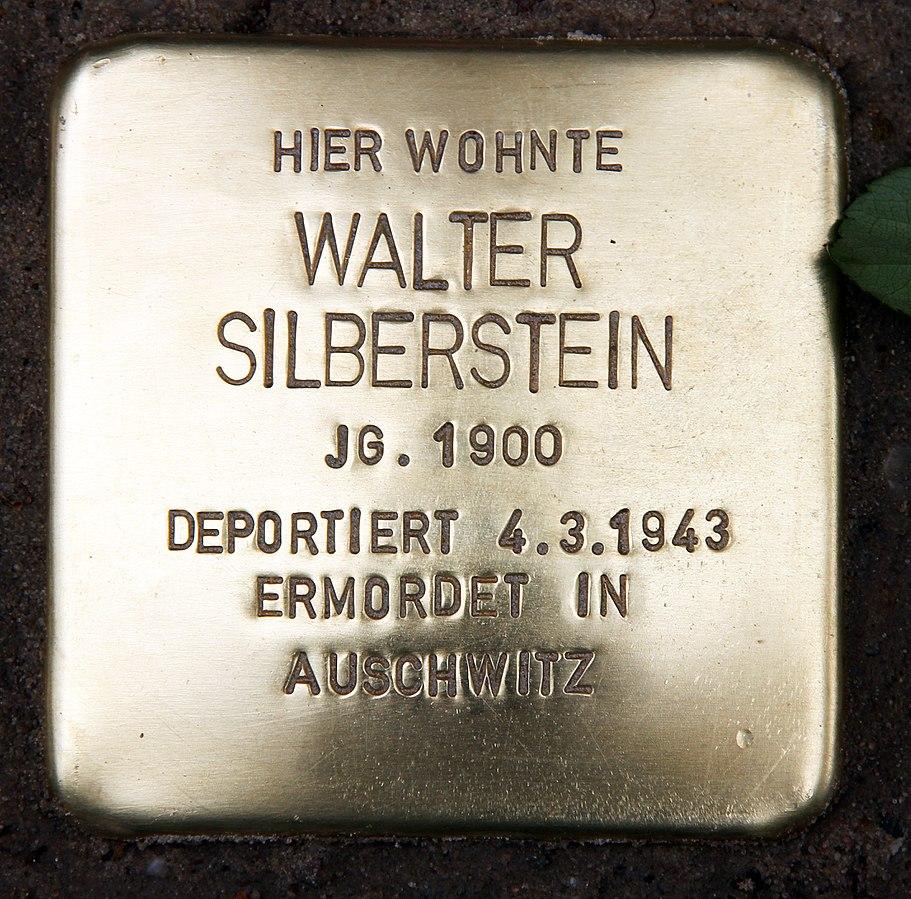 HIER WOHNTE
WALTER
SILBERSTEIN
JG. 1900
DEPORTIERT 4.3.1943
ERMORDET IN
AUSCHWITZ